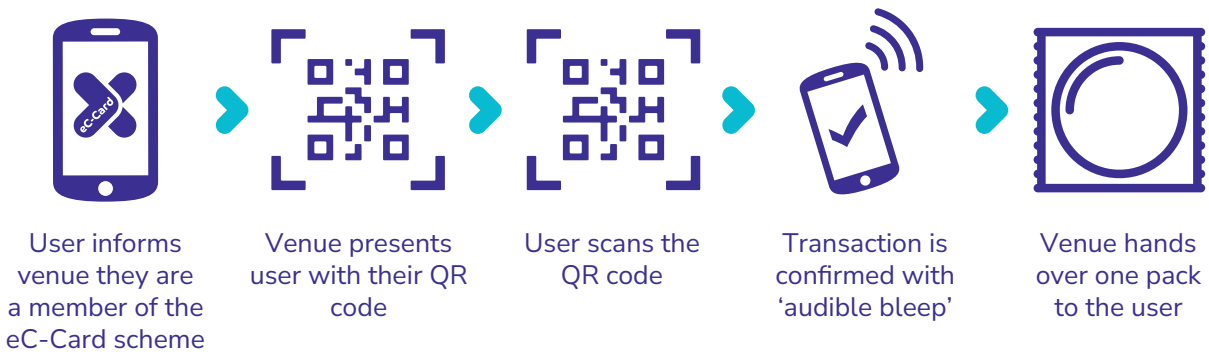 eC-Card
User informs
venue they are
a member of the
eC-Card scheme
Venue presents
user with their QR
code
User scans the
QR code
Transaction is
confirmed with
‘audible bleep’
Venue hands
over one pack
to the user